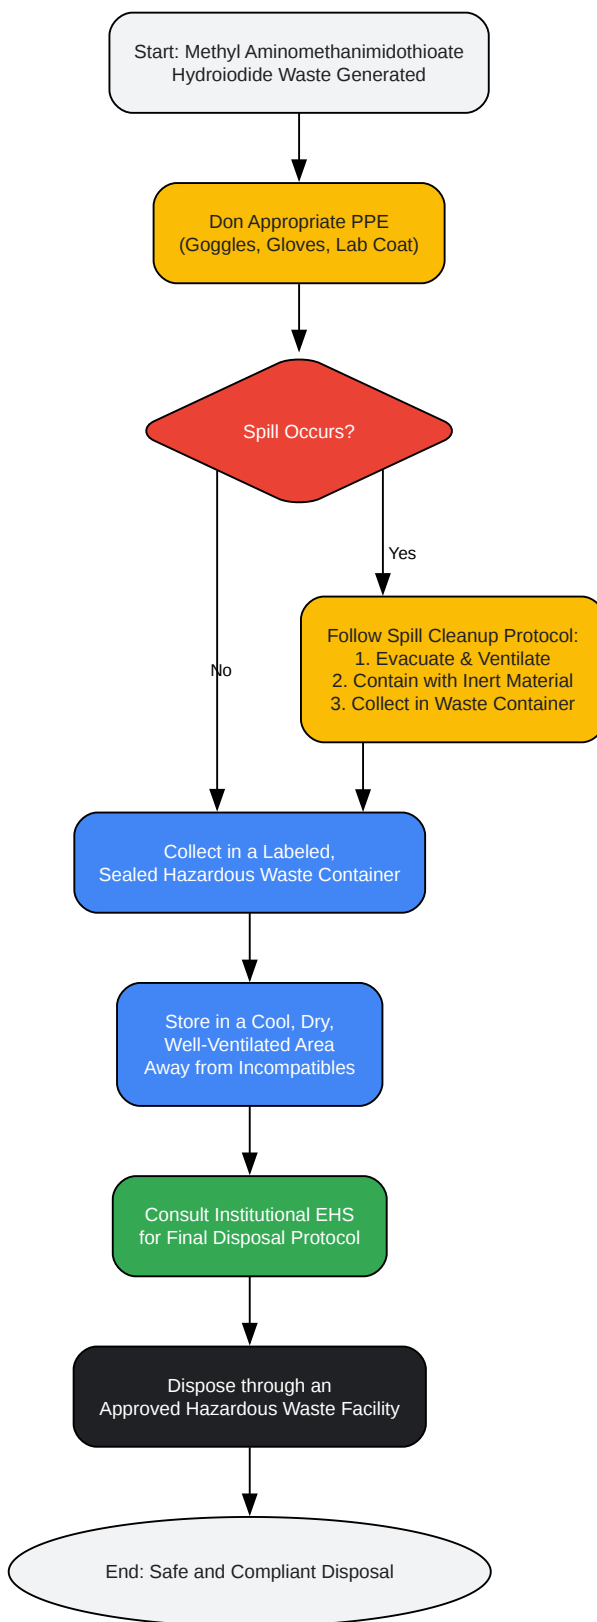 Start: Methyl Aminomethanimidothioate
Hydroiodide Waste Generated
Don Appropriate PPE
(Goggles, Gloves, Lab Coat)
Spill Occurs?
Yes
Follow Spill Cleanup Protocol:
1. Evacuate & Ventilate
2. Contain with Inert Material
3. Collect in Waste Container
No
Collect in a Labeled,
Sealed Hazardous Waste Container
Store in a Cool, Dry,
Well-Ventilated Area
Away from Incompatibles
Consult Institutional EHS
for Final Disposal Protocol
Dispose through an
Approved Hazardous Waste Facility
End: Safe and Compliant Disposal